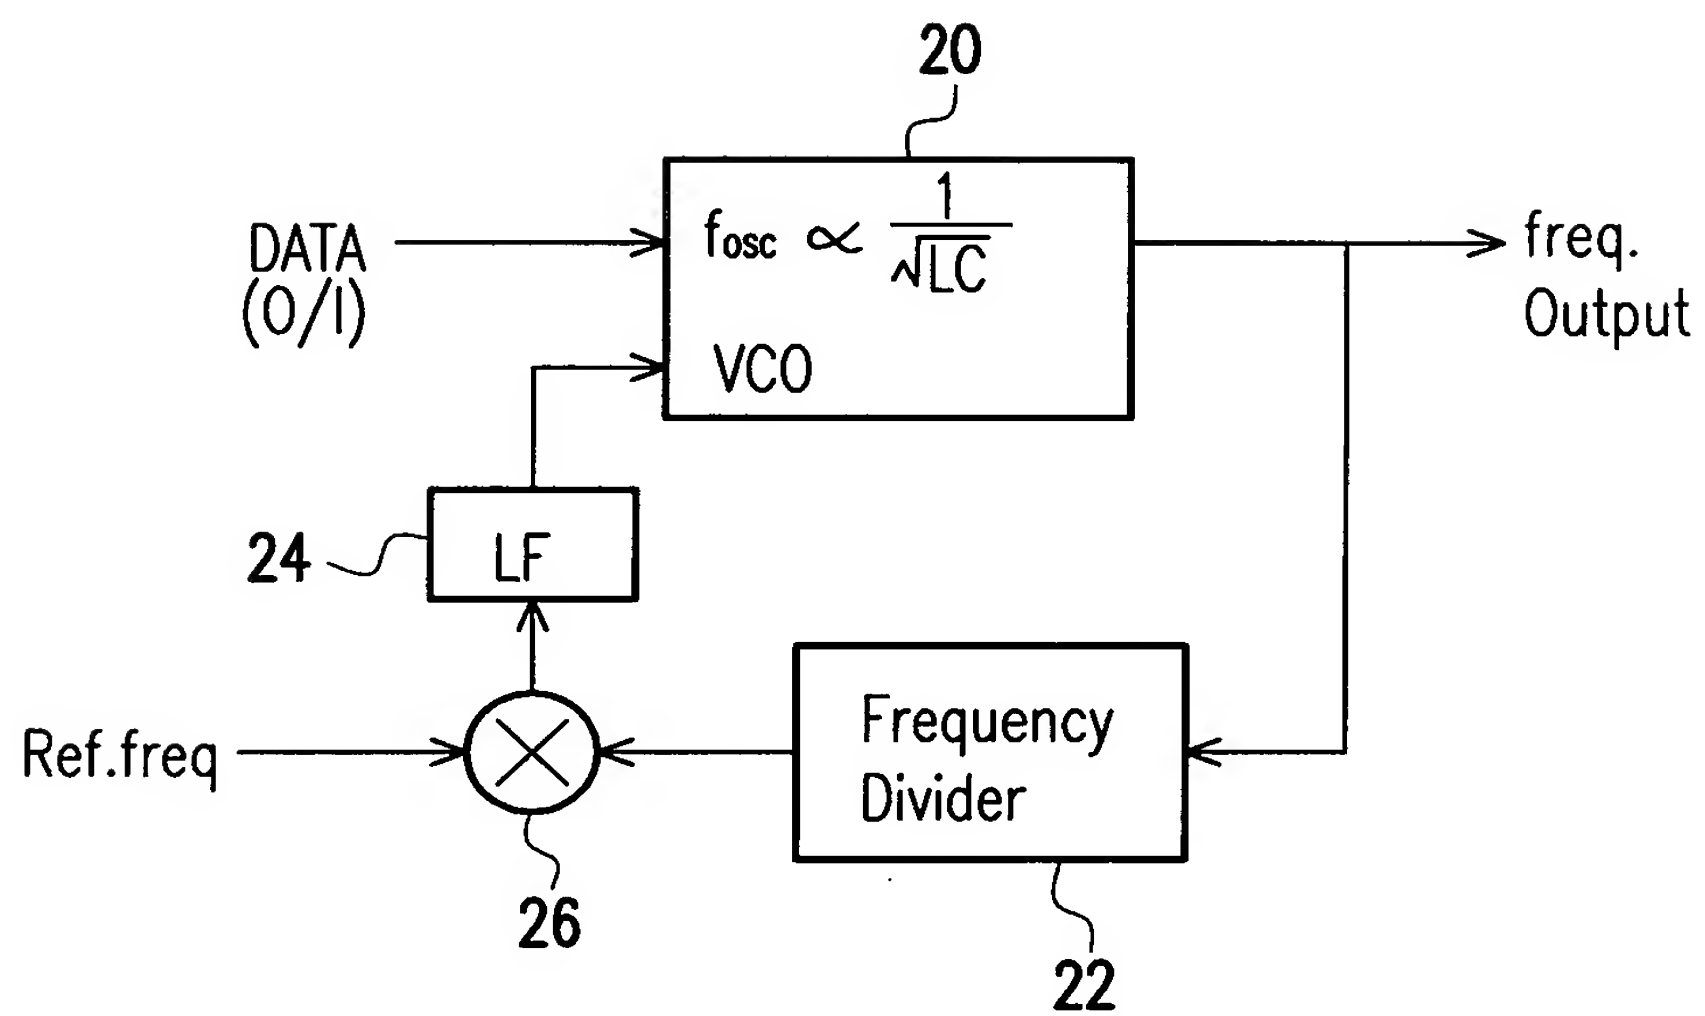 20
DATA
(0/1)
fosc ∝ 1/√LC
VCO
freq.
Output
24
LF
Ref.freq
Frequency
Divider
26
22